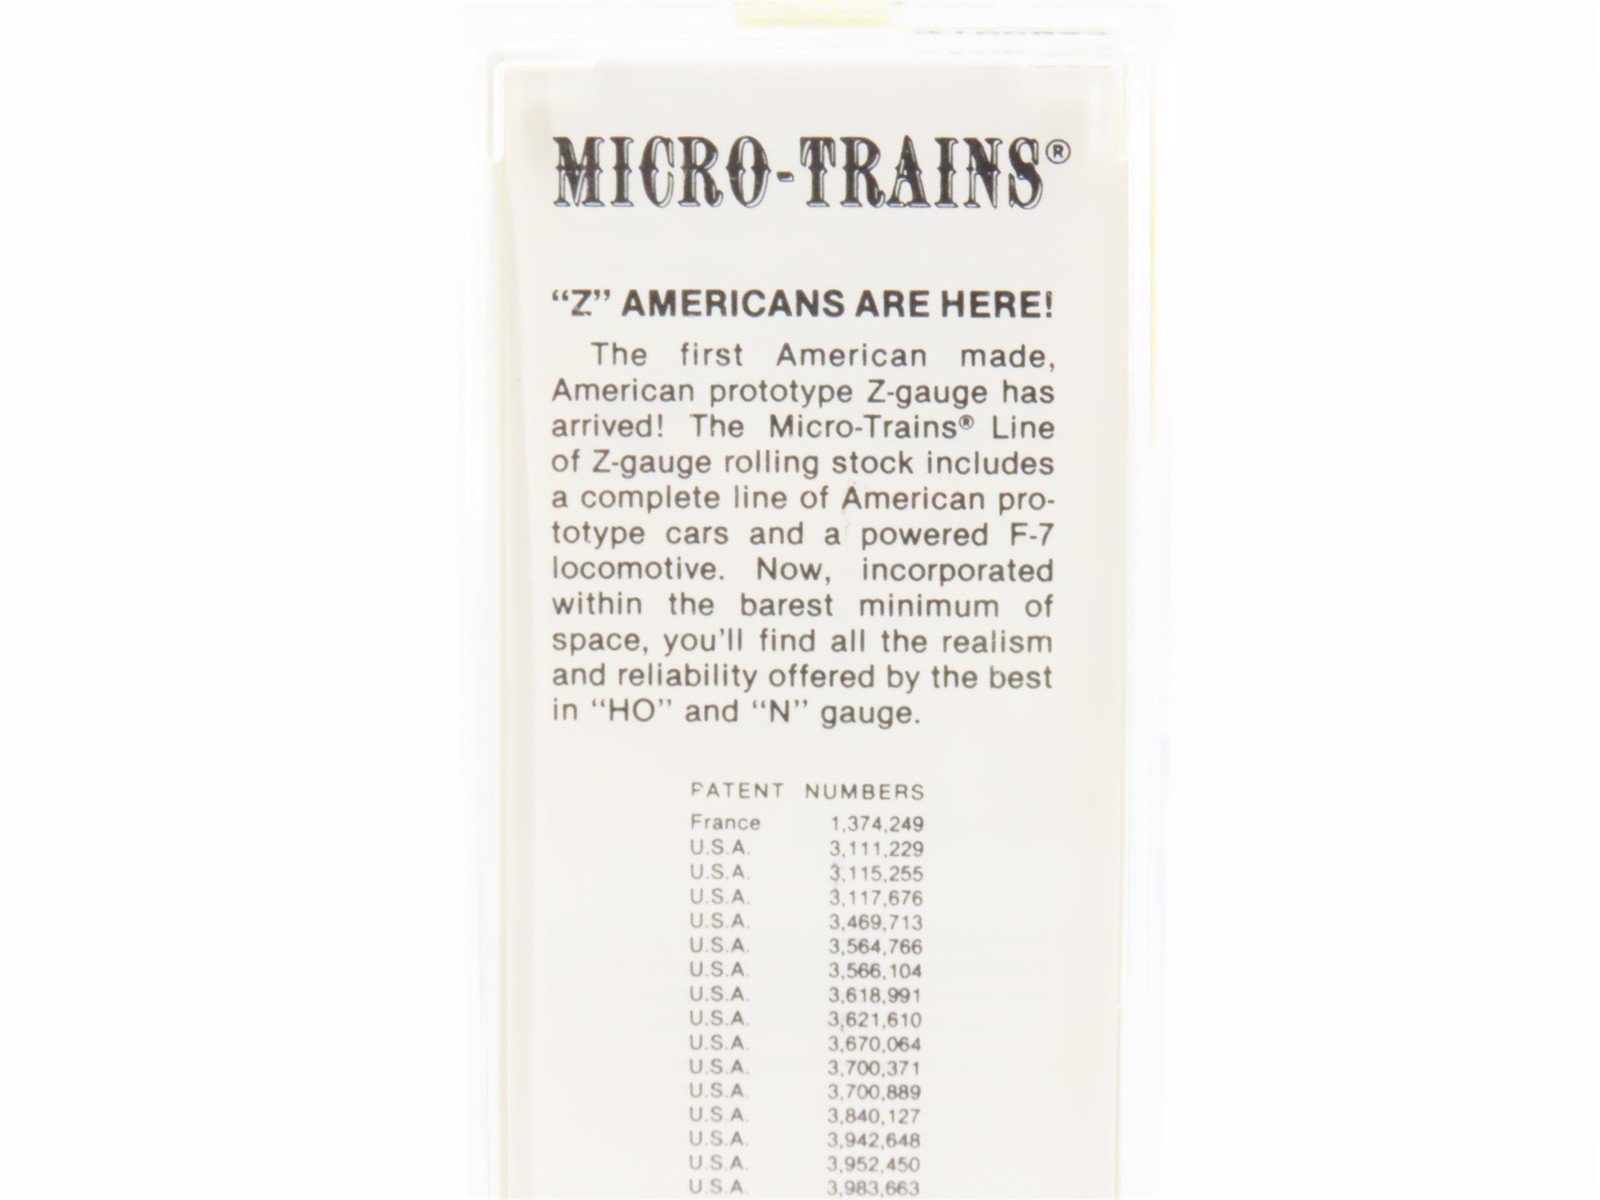 MICRO-TRAINS®
“Z” AMERICANS ARE HERE!
The first American made,
American prototype Z-gauge has
arrived! The Micro-Trains® Line
of Z-gauge rolling stock includes
a complete line of American pro-
totype cars and a powered F-7
locomotive. Now, incorporated
within the barest minimum of
space, you'll find all the realism
and reliability offered by the best
in “HO” and “N” gauge.
PATENT NUMBERS
France 1,374,249
U.S.A. 3,111,229
U.S.A. 3,115,255
U.S.A. 3,117,676
U.S.A. 3,469,713
U.S.A. 3,564,766
U.S.A. 3,566,104
U.S.A. 3,618,991
U.S.A. 3,621,610
U.S.A. 3,670,064
U.S.A. 3,700,371
U.S.A. 3,700,889
U.S.A. 3,840,127
U.S.A. 3,942,648
U.S.A. 3,952,450
U.S.A. 3,983,663